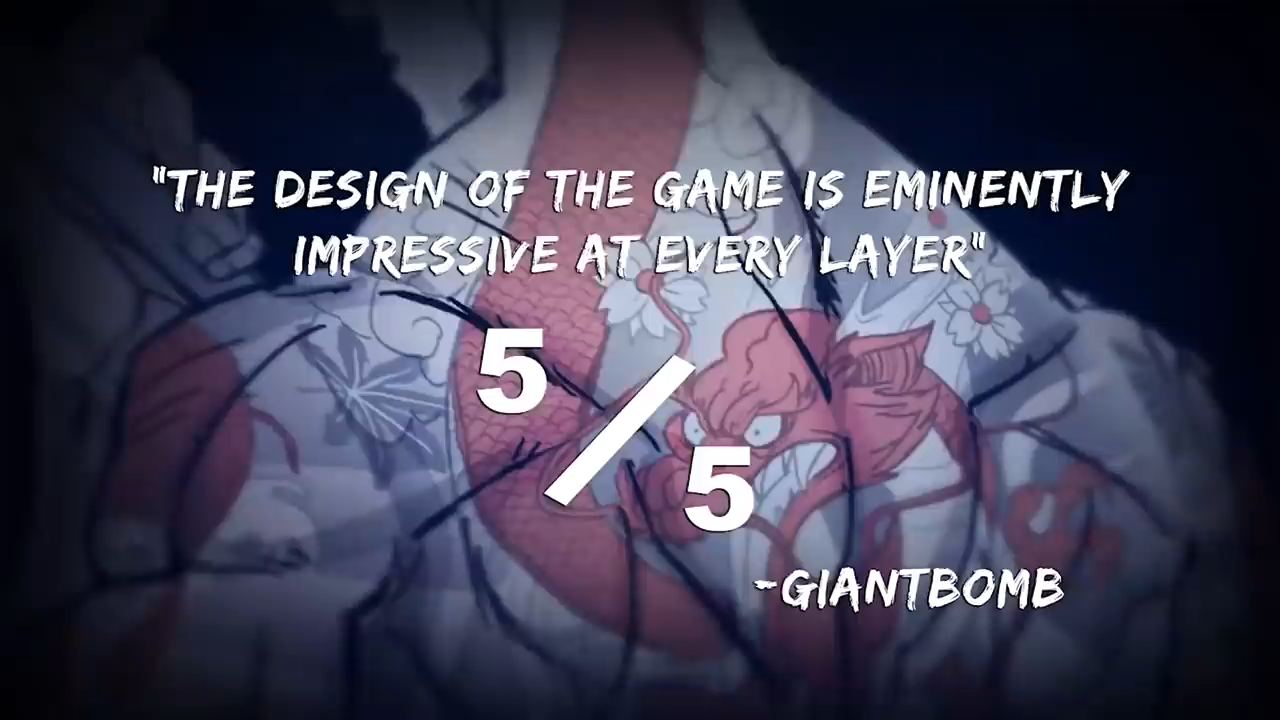 "THE DESIGN OF THE GAME IS EMINENTLY
IMPRESSIVE AT EVERY LAYER"
5/5
-GIANTBOMB